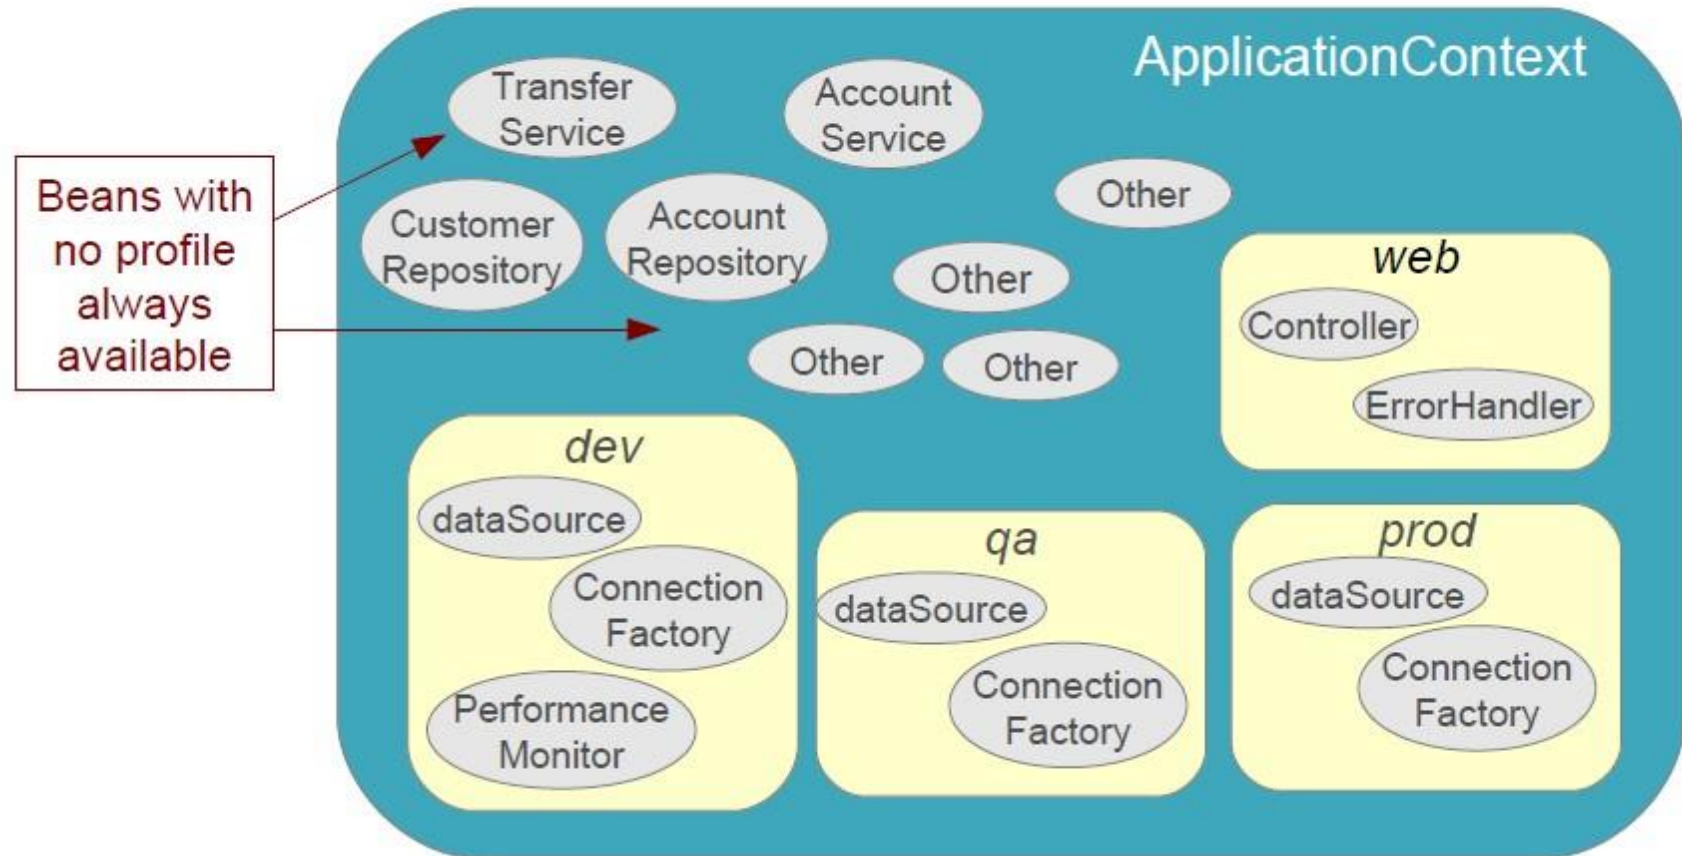 ApplicationContext
Transfer
Service
Account
Service
Beans with
no profile
always
available
Customer
Repository
Account
Repository
Other
Other
Other
Other
web
Controller
ErrorHandler
dev
dataSource
Connection
Factory
Performance
Monitor
qa
dataSource
Connection
Factory
prod
dataSource
Connection
Factory